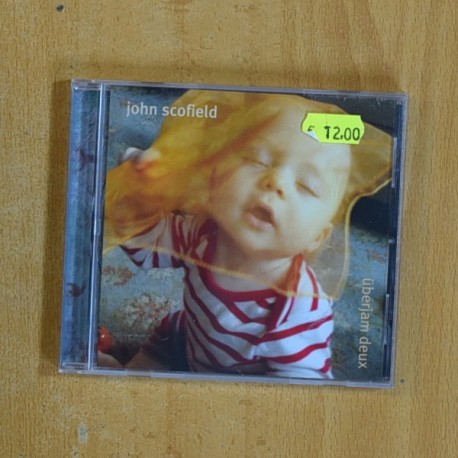 john scofield
€ 12,00
überjam deux